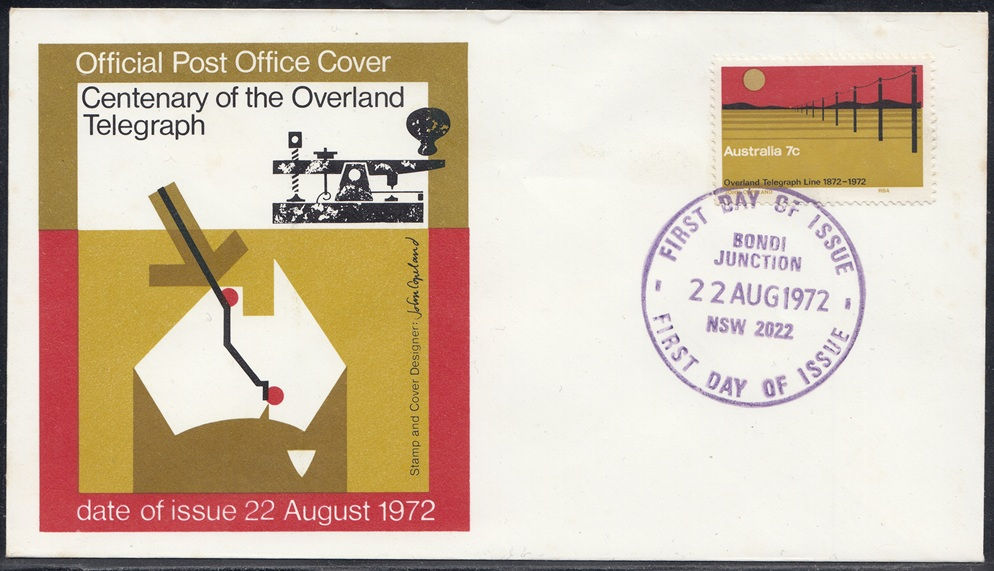 Official Post Office Cover
Centenary of the Overland
Telegraph
Stamp and Cover Designer: John Copeland
date of issue 22 August 1972
Australia 7c
Overland Telegraph Line 1872-1972
FIRST DAY OF ISSUE
BONDI
JUNCTION
22 AUG 1972
NSW 2022
FIRST DAY OF ISSUE